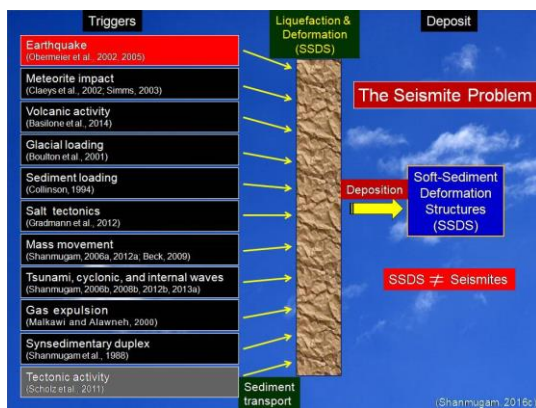 Triggers
Liquefaction &
Deformation
(SSDS)
Deposit
Earthquake
(Obermeier et al., 2002, 2005)
Meteorite impact
(Claeys et al., 2002; Simms, 2003)
Volcanic activity
(Basilone et al., 2014)
Glacial loading
(Boulton et al., 2001)
Sediment loading
(Collinson, 1994)
Salt tectonics
(Gradmann et al., 2012)
Mass movement
(Shanmugam, 2006a, 2012a; Beck, 2009)
Tsunami, cyclonic, and internal waves
(Shanmugam, 2006b, 2008b, 2012b, 2013a)
Gas expulsion
(Malkawi and Alawneh, 2000)
Synsedimentary duplex
(Shanmugam et al., 1988)
Tectonic activity
(Scholz et al., 2011)
Sediment
transport
The Seismite Problem
Deposition
Soft-Sediment
Deformation
Structures
(SSDS)
SSDS ≠ Seismites
(Shanmugam, 2016c)